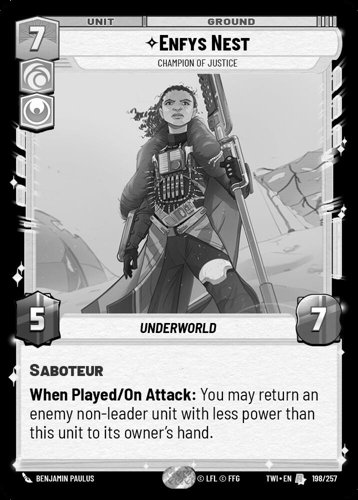 UNIT
GROUND
7
✧ENFYS NEST
CHAMPION OF JUSTICE
5
UNDERWORLD
7
SABOTEUR
When Played/On Attack: You may return an
enemy non-leader unit with less power than
this unit to its owner's hand.
BENJAMIN PAULUS
© LFL © FFG
TWI • EN R 198/257